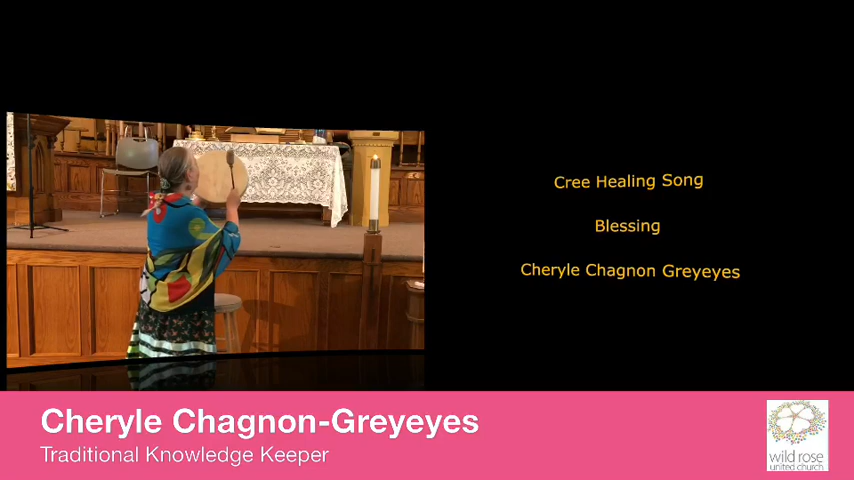 Cree Healing Song
Blessing
Cheryle Chagnon Greyeyes
Cheryle Chagnon-Greyeyes
Traditional Knowledge Keeper
wild rose
united church